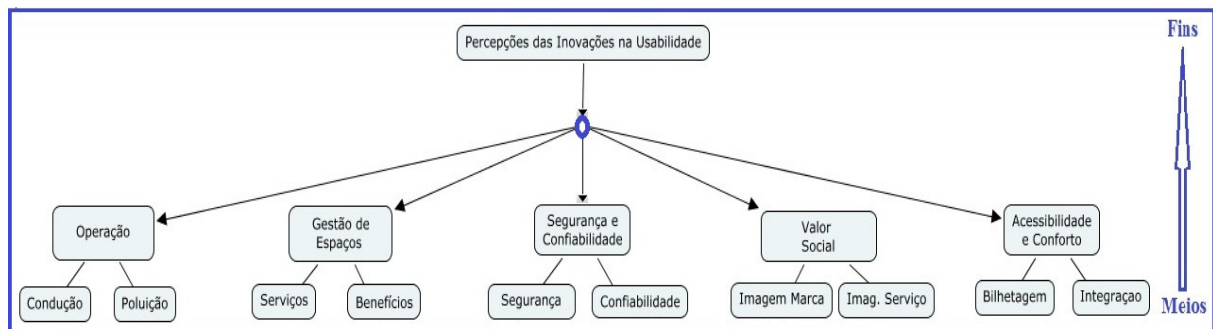 Percepções das Inovações na Usabilidade
Fins
Operação
Gestão de
Espaços
Segurança e
Confiabilidade
Valor
Social
Acessibilidade
e Conforto
Condução
Poluição
Serviços
Benefícios
Segurança
Confiabilidade
Imagem Marca
Imag. Serviço
Bilhetagem
Integraçao
Meios